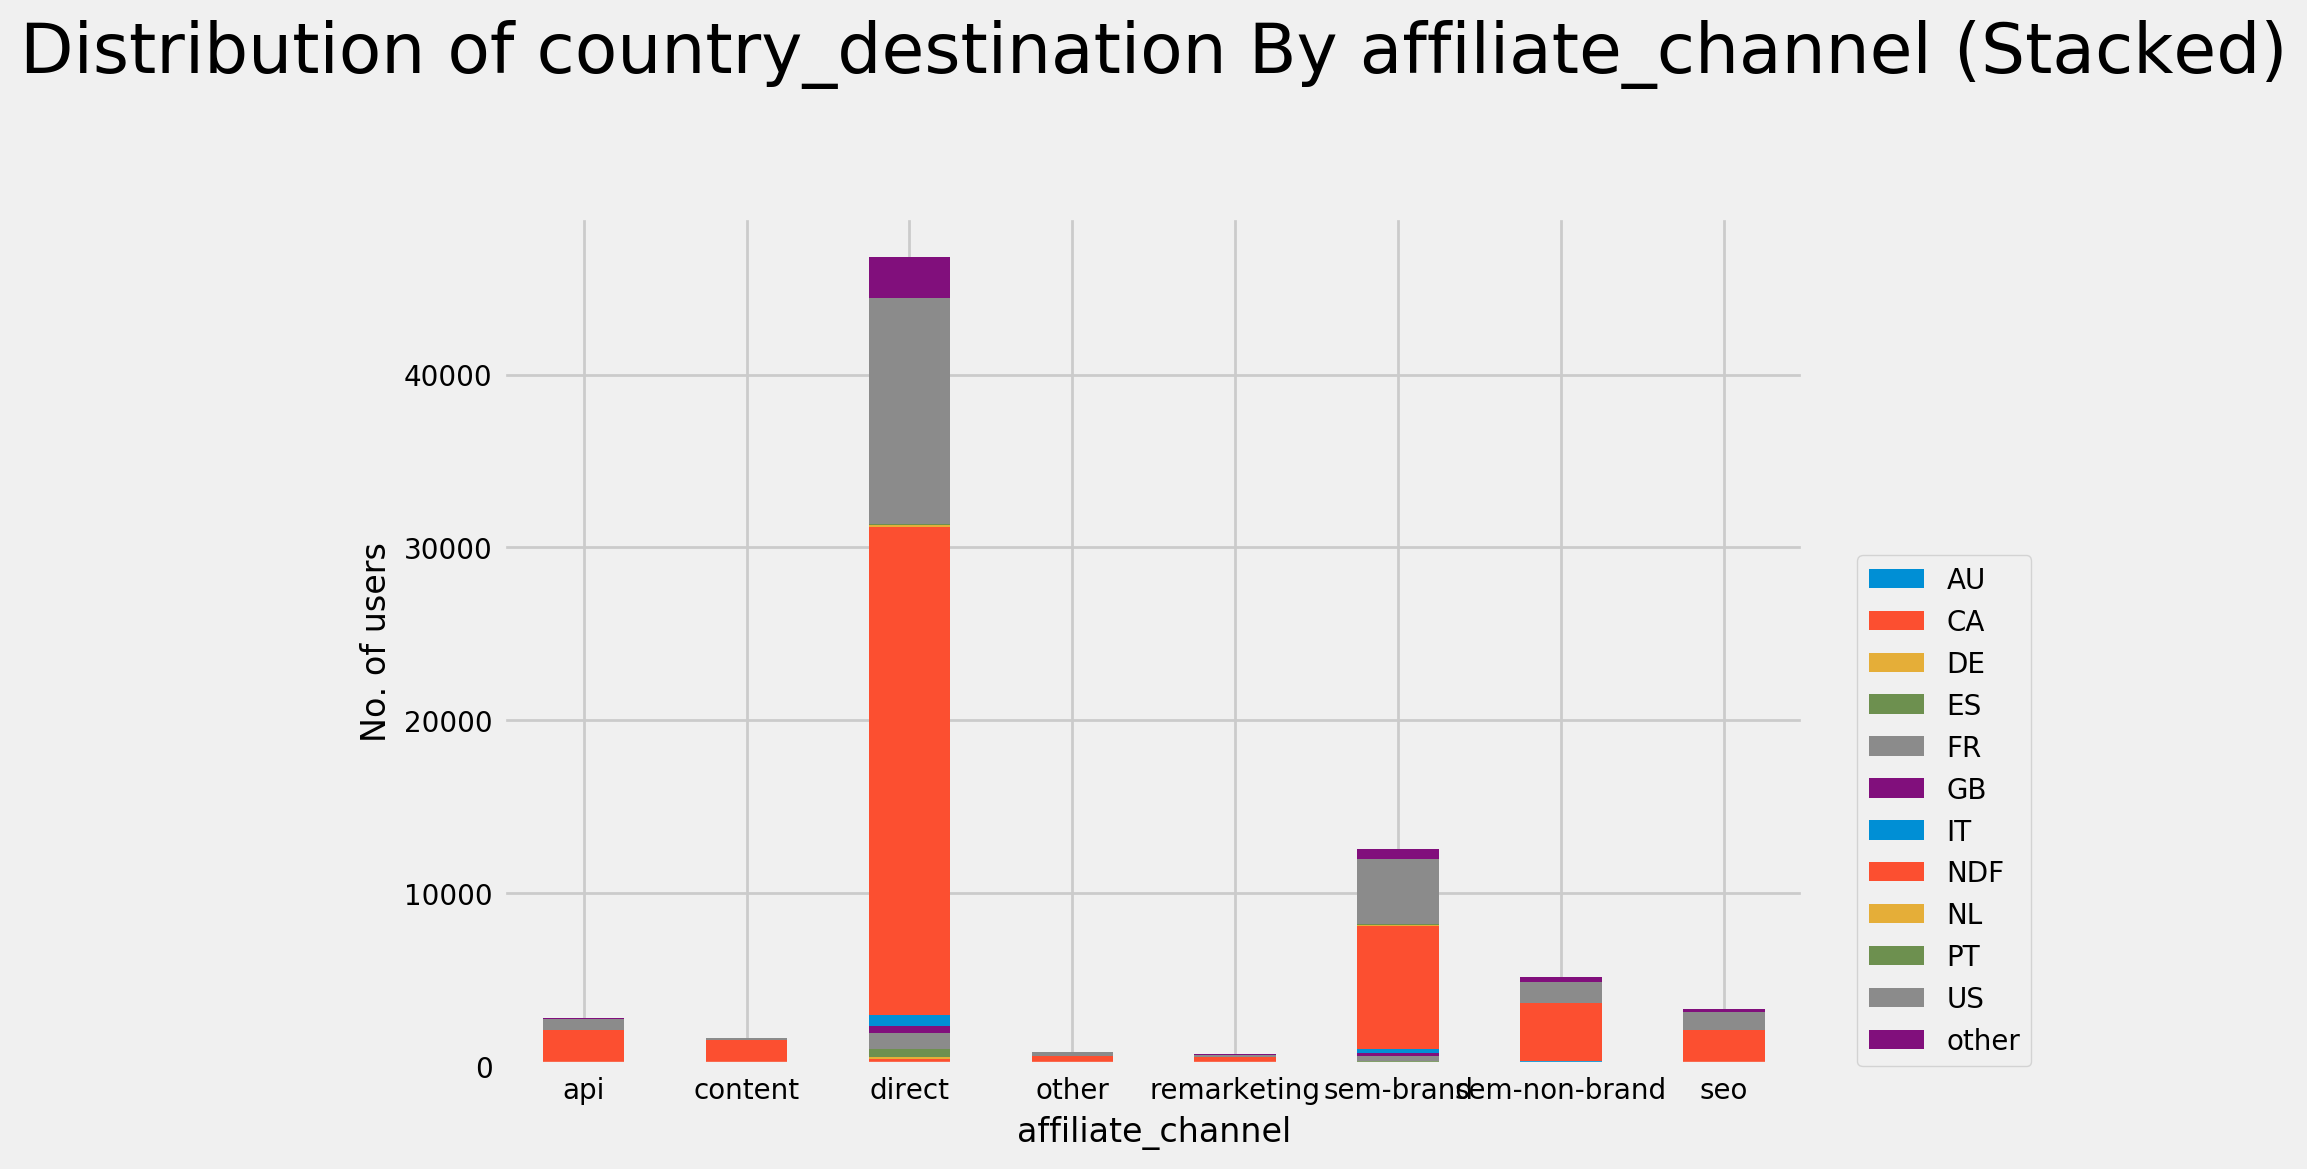 Distribution of country_destination By affiliate_channel (Stacked)
No. of users
40000
30000
20000
10000
0
api
content
direct
other
remarketing
sem-brand
sem-non-brand
seo
affiliate_channel
AU
CA
DE
ES
FR
GB
IT
NDF
NL
PT
US
other